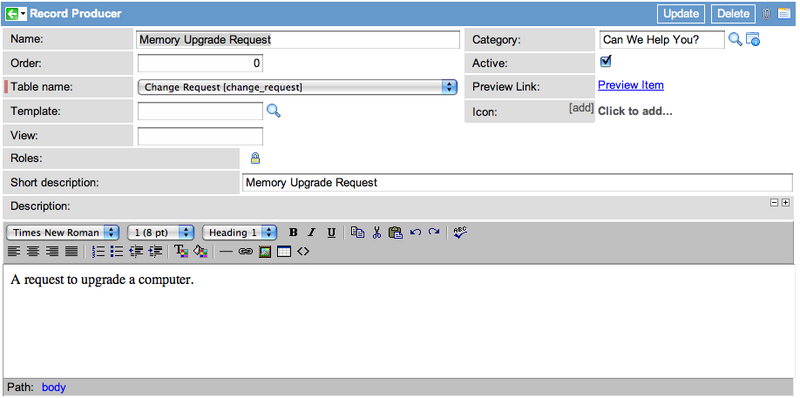 Record Producer Update Delete
Name: Memory Upgrade Request Category: Can We Help You?
Order: 0 Active:
Table name: Change Request [change_request] Preview Link: Preview Item
Template: Icon: [add] Click to add...
View:
Roles:
Short description: Memory Upgrade Request
Description:
Times New Roman 1 (8 pt) Heading 1 B I U ABC
T
A request to upgrade a computer.
Path: body